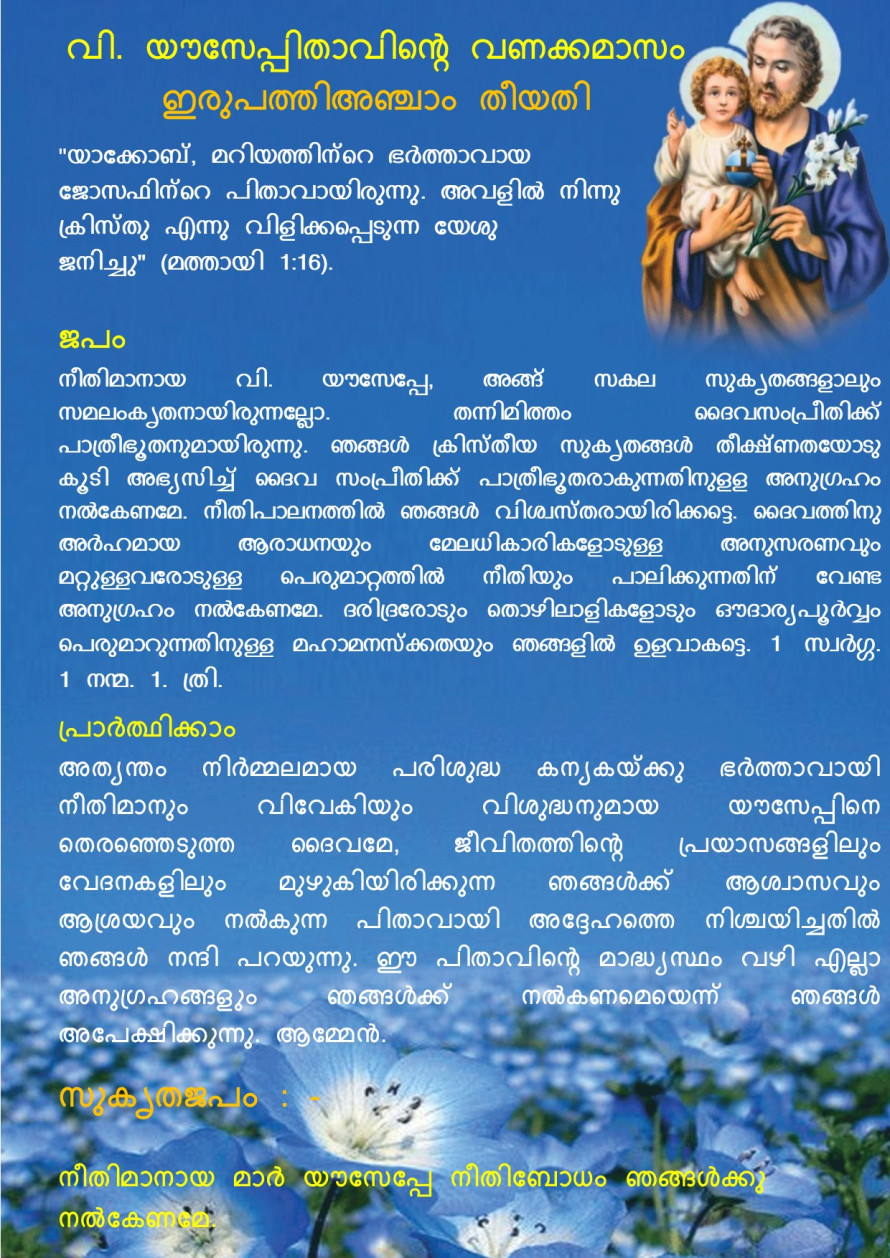 വി. യൗസേപ്പിതാവിന്റെ വണക്കമാസം
ഇരുപത്തിഅഞ്ചാം തീയതി
"യാക്കോബ്, മറിയത്തിന്റെ ഭർത്താവായ
ജോസഫിന്റെ പിതാവായിരുന്നു. അവളിൽ നിന്നു
ക്രിസ്തു എന്നു വിളിക്കപ്പെടുന്ന യേശു
ജനിച്ചു" (മത്തായി 1:16).
ജപം
നീതിമാനായ വി. യൗസേപ്പേ, അങ്ങ് സകല സുകൃതങ്ങളാലും
സമലംകൃതനായിരുന്നല്ലോ. തന്നിമിത്തം ദൈവസംപ്രീതിക്ക്
പാത്രീഭൂതനുമായിരുന്നു. ഞങ്ങൾ ക്രിസ്തീയ സുകൃതങ്ങൾ തീക്ഷ്ണതയോടു
കൂടി അഭ്യസിച്ച് ദൈവ സംപ്രീതിക്ക് പാത്രീഭൂതരാകുന്നതിനുളള അനുഗ്രഹം
നൽകേണമേ. നീതിപാലനത്തിൽ ഞങ്ങൾ വിശ്വസ്തരായിരിക്കട്ടെ. ദൈവത്തിനു
അർഹമായ ആരാധനയും മേലധികാരികളോടുള്ള അനുസരണവും
മറ്റുള്ളവരോടുള്ള പെരുമാറ്റത്തിൽ നീതിയും പാലിക്കുന്നതിന് വേണ്ട
അനുഗ്രഹം നൽകേണമേ. ദരിദ്രരോടും തൊഴിലാളികളോടും ഔദാര്യപൂർവ്വം
പെരുമാറുന്നതിനുള്ള മഹാമനസ്ക്കതയും ഞങ്ങളിൽ ഉളവാകട്ടെ. 1 സ്വർഗ്ഗ.
1 നന്മ. 1. ത്രി.
പ്രാർത്ഥിക്കാം
അത്യന്തം നിർമ്മലമായ പരിശുദ്ധ കന്യകയ്ക്കു ഭർത്താവായി
നീതിമാനും വിവേകിയും വിശുദ്ധനുമായ യൗസേപ്പിനെ
തെരഞ്ഞെടുത്ത ദൈവമേ, ജീവിതത്തിന്റെ പ്രയാസങ്ങളിലും
വേദനകളിലും മുഴുകിയിരിക്കുന്ന ഞങ്ങൾക്ക് ആശ്വാസവും
ആശ്രയവും നൽകുന്ന പിതാവായി അദ്ദേഹത്തെ നിശ്ചയിച്ചതിൽ
ഞങ്ങൾ നന്ദി പറയുന്നു. ഈ പിതാവിന്റെ മാദ്ധ്യസ്ഥം വഴി എല്ലാ
അനുഗ്രഹങ്ങളും ഞങ്ങൾക്ക് നൽകണമെയെന്ന് ഞങ്ങൾ
അപേക്ഷിക്കുന്നു. ആമ്മേൻ.
സുകൃതജപം : -
നീതിമാനായ മാർ യൗസേപ്പേ നീതിബോധം ഞങ്ങൾക്കു
നൽകേണമേ.